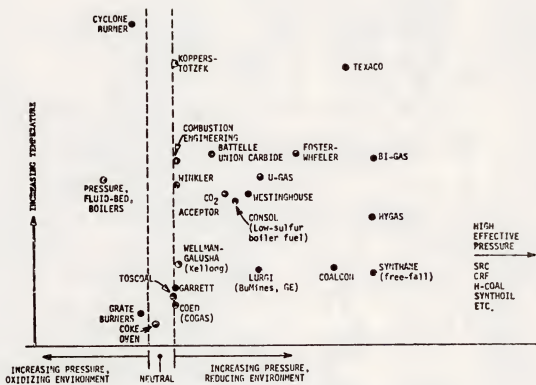 CYCLONE
BURNER
KOPPERS-
TOTZEK
TEXACO
COMBUSTION
ENGINEERING
BATTELLE
UNION CARBIDE
FOSTER-
WHEELER
BI-GAS
PRESSURE,
FLUID-BED,
BOILERS
WINKLER
U-GAS
CO2
WESTINGHOUSE
ACCEPTOR
CONSOL
(Low-sulfur
boiler fuel)
HYGAS
WELLMAN-
GALUSHA
(Kellong)
LURGI
(BuMines, GE)
COALCON
SYNTHANE
(free-fall)
TOSCOAL
GARRETT
COED
(COGAS)
GRATE
BURNERS
COKE
OVEN
HIGH
EFFECTIVE
PRESSURE
SRC
CRF
H-COAL
SYNTHOIL
ETC.
INCREASING TEMPERATURE
INCREASING PRESSURE,
OXIDIZING ENVIRONMENT
NEUTRAL
INCREASING PRESSURE,
REDUCING ENVIRONMENT